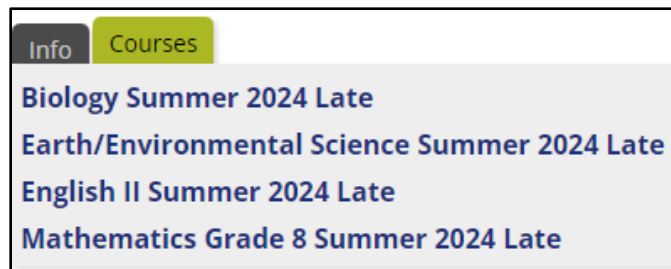 Info Courses
Biology Summer 2024 Late
Earth/Environmental Science Summer 2024 Late
English II Summer 2024 Late
Mathematics Grade 8 Summer 2024 Late